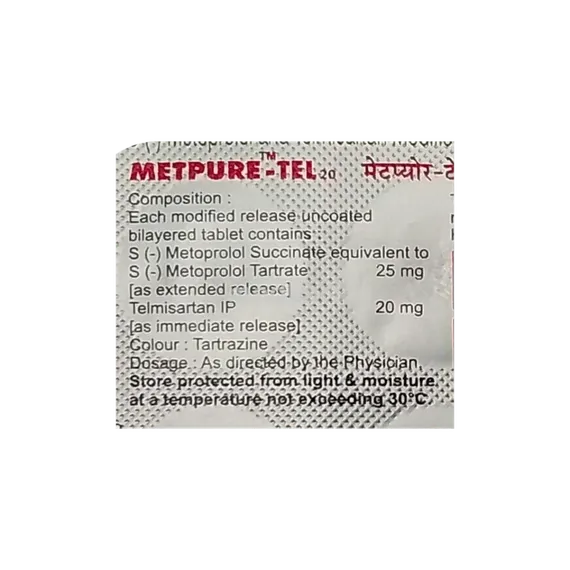 METPURE-TEL 20 ™ मेटप्योर-टे
Composition :
Each modified release uncoated
bilayered tablet contains :
S (-) Metoprolol Succinate equivalent to
S (-) Metoprolol Tartrate 25 mg
[as extended release]
Telmisartan IP 20 mg
[as immediate release]
Colour : Tartrazine
Dosage : As directed by the Physician.
Store protected from light & moisture,
at a temperature not exceeding 30°C.